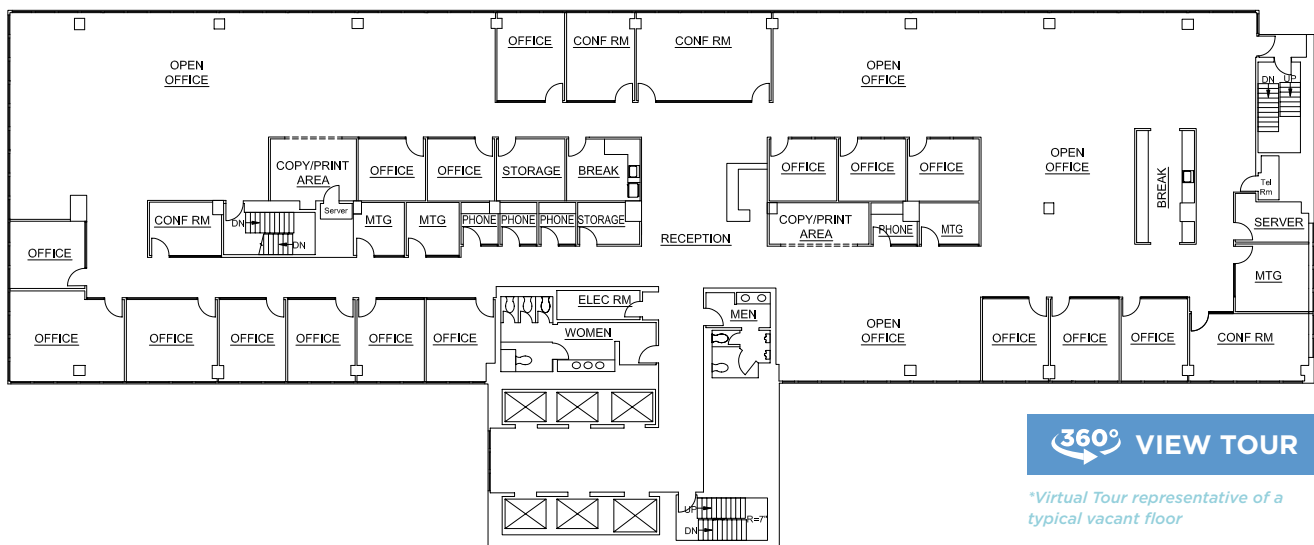 OFFICE
CONF RM
CONF RM
OPEN
OFFICE
OPEN
OFFICE
DN
UP
COPY/PRINT
AREA
OFFICE
OFFICE
STORAGE
BREAK
OFFICE
OFFICE
OFFICE
OPEN
OFFICE
BREAK
Tel
Rm
Server
CONF RM
DN
DN
MTG
MTG
PHONE
PHONE
PHONE
STORAGE
RECEPTION
COPY/PRINT
AREA
PHONE
MTG
SERVER
OFFICE
MTG
ELEC RM
MEN
WOMEN
OFFICE
OFFICE
OFFICE
OFFICE
OFFICE
OFFICE
OPEN
OFFICE
OFFICE
OFFICE
OFFICE
CONF RM
UP
DN
R=7"
360° VIEW TOUR
*Virtual Tour representative of a
typical vacant floor